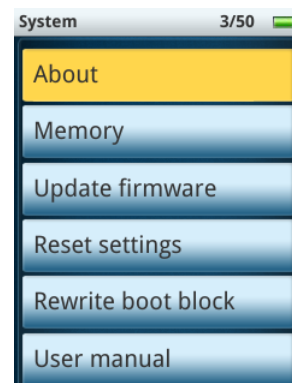 System 3/50
About
Memory
Update firmware
Reset settings
Rewrite boot block
User manual